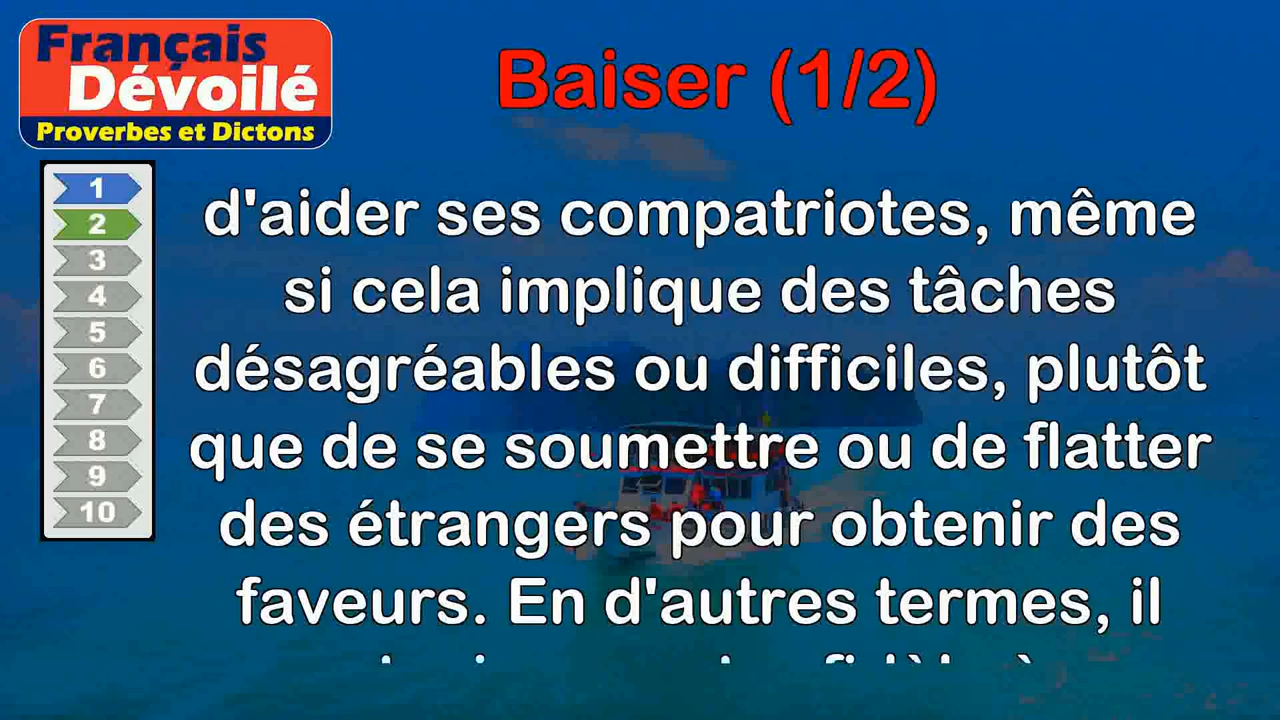 Français
Dévoilé
Proverbes et Dictons
Baiser (1/2)
1
2
3
4
5
6
7
8
9
10
d'aider ses compatriotes, même
si cela implique des tâches
désagréables ou difficiles, plutôt
que de se soumettre ou de flatter
des étrangers pour obtenir des
faveurs. En d'autres termes, il